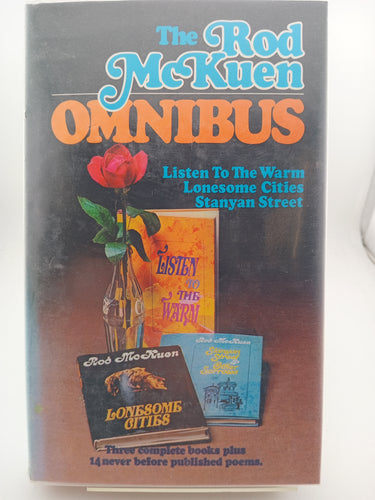 The Rod
McKuen
OMNIBUS
Listen To The Warm
Lonesome Cities
Stanyan Street
LISTEN
TO
THE
WARM
Rod McKuen
LONESOME
CITIES
Rod McKuen
Stanyan
Street &
Other
Sorrows
Three complete books plus
14 never before published poems.